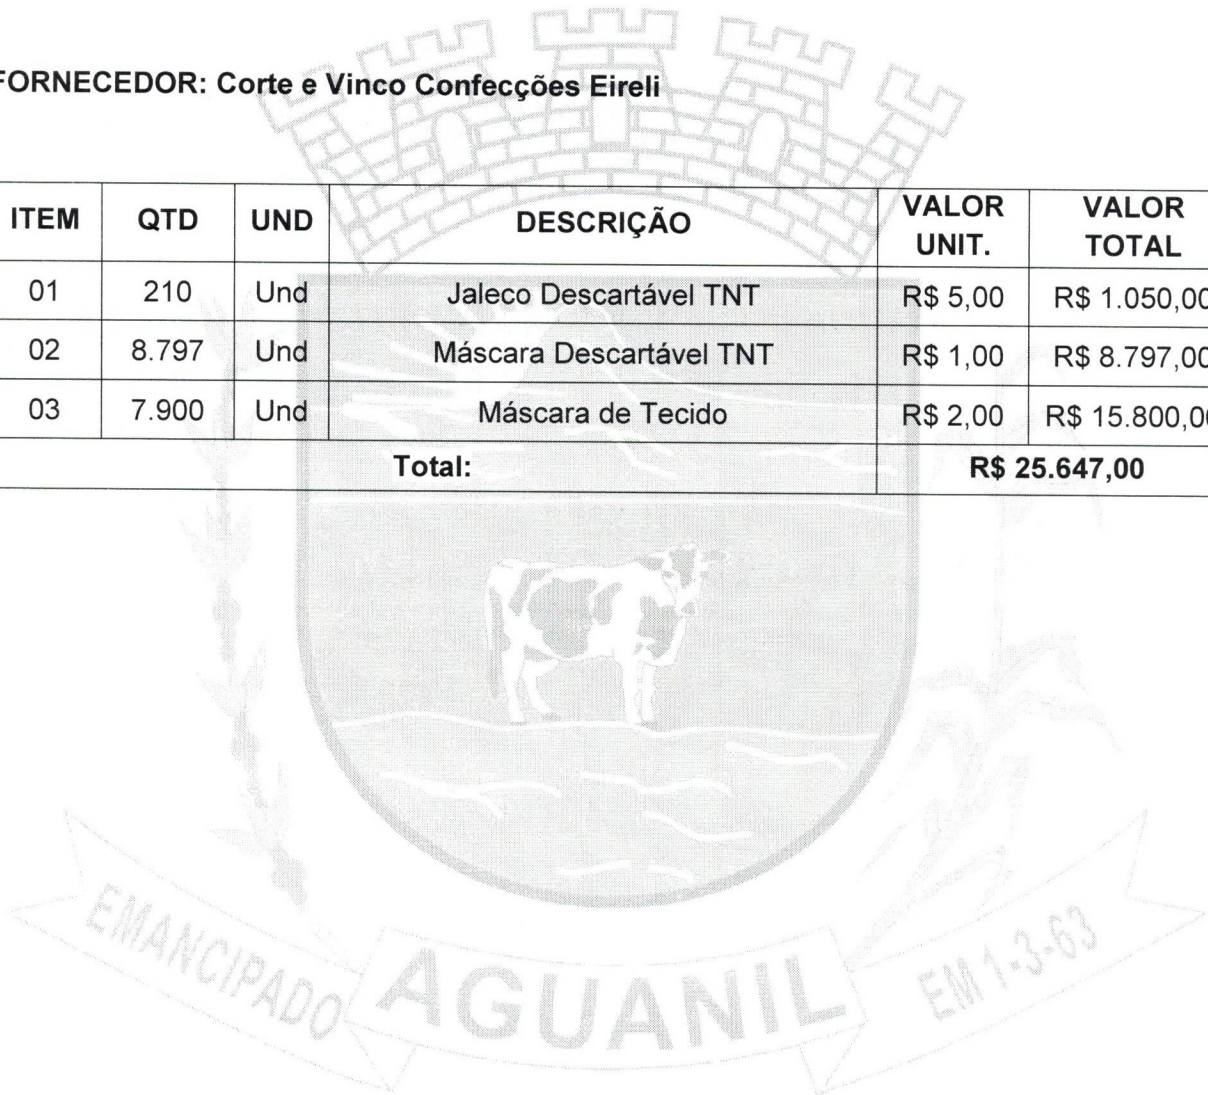 FORNECEDOR: Corte e Vinco Confecções Eireli
ITEM QTD UND DESCRIÇÃO VALOR UNIT. VALOR TOTAL
01 210 Und Jaleco Descartável TNT R$ 5,00 R$ 1.050,00
02 8.797 Und Máscara Descartável TNT R$ 1,00 R$ 8.797,00
03 7.900 Und Máscara de Tecido R$ 2,00 R$ 15.800,00
Total: R$ 25.647,00
EMANCIPADO AGUANIL EM 1-3-63